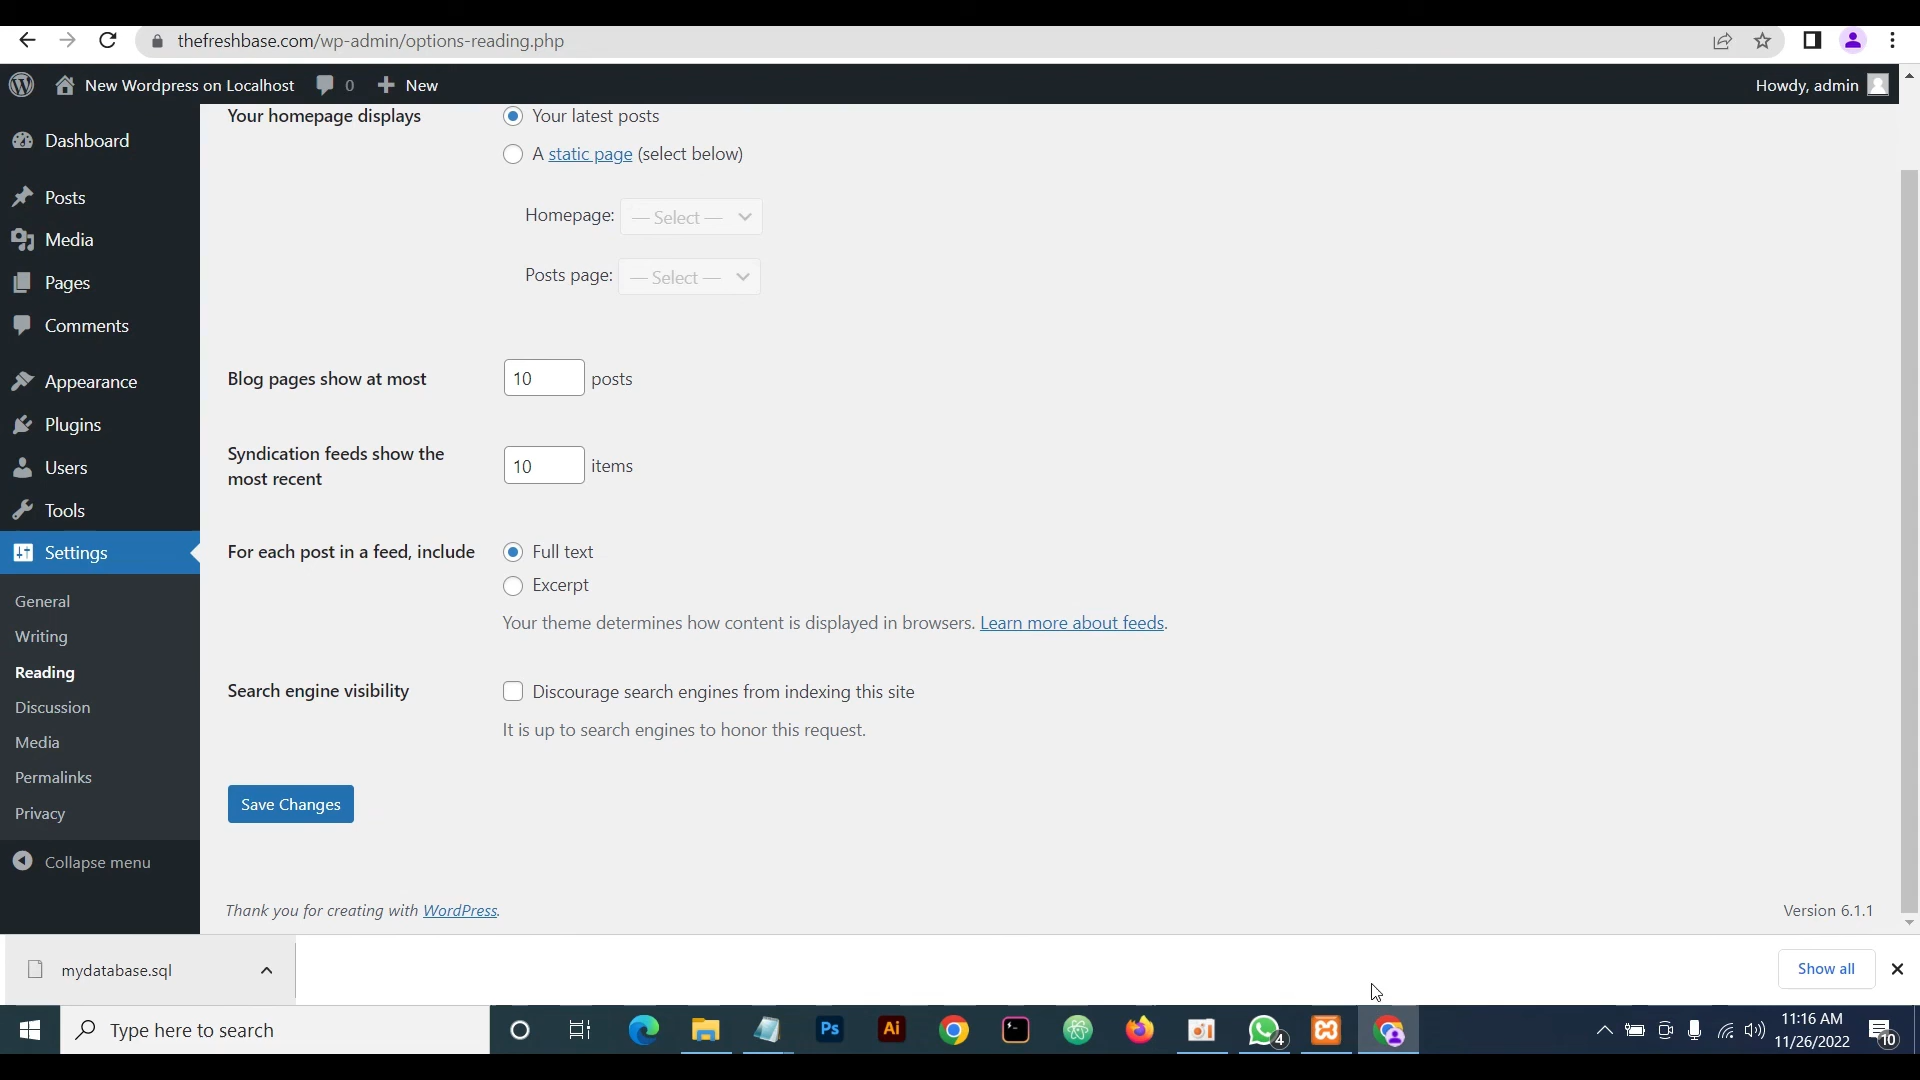 thefreshbase.com/wp-admin/options-reading.php
New Wordpress on Localhost 0 New
Howdy, admin
Dashboard
Posts
Media
Pages
Comments
Appearance
Plugins
Users
Tools
Settings
General
Writing
Reading
Discussion
Media
Permalinks
Privacy
Collapse menu
Your homepage displays
Your latest posts
A static page (select below)
Homepage: — Select —
Posts page: — Select —
Blog pages show at most 10 posts
Syndication feeds show the
most recent
10 items
For each post in a feed, include
Full text
Excerpt
Your theme determines how content is displayed in browsers. Learn more about feeds.
Search engine visibility
Discourage search engines from indexing this site
It is up to search engines to honor this request.
Save Changes
Thank you for creating with WordPress.
Version 6.1.1
mydatabase.sql
Show all
Type here to search
Ps
Ai
4
11:16 AM
11/26/2022
10